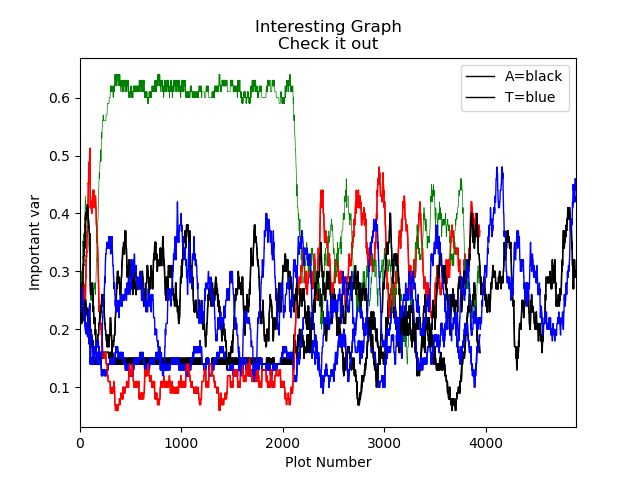 Interesting Graph
Check it out
A=black
T=blue
Important var
0.6
0.5
0.4
0.3
0.2
0.1
0 1000 2000 3000 4000
Plot Number